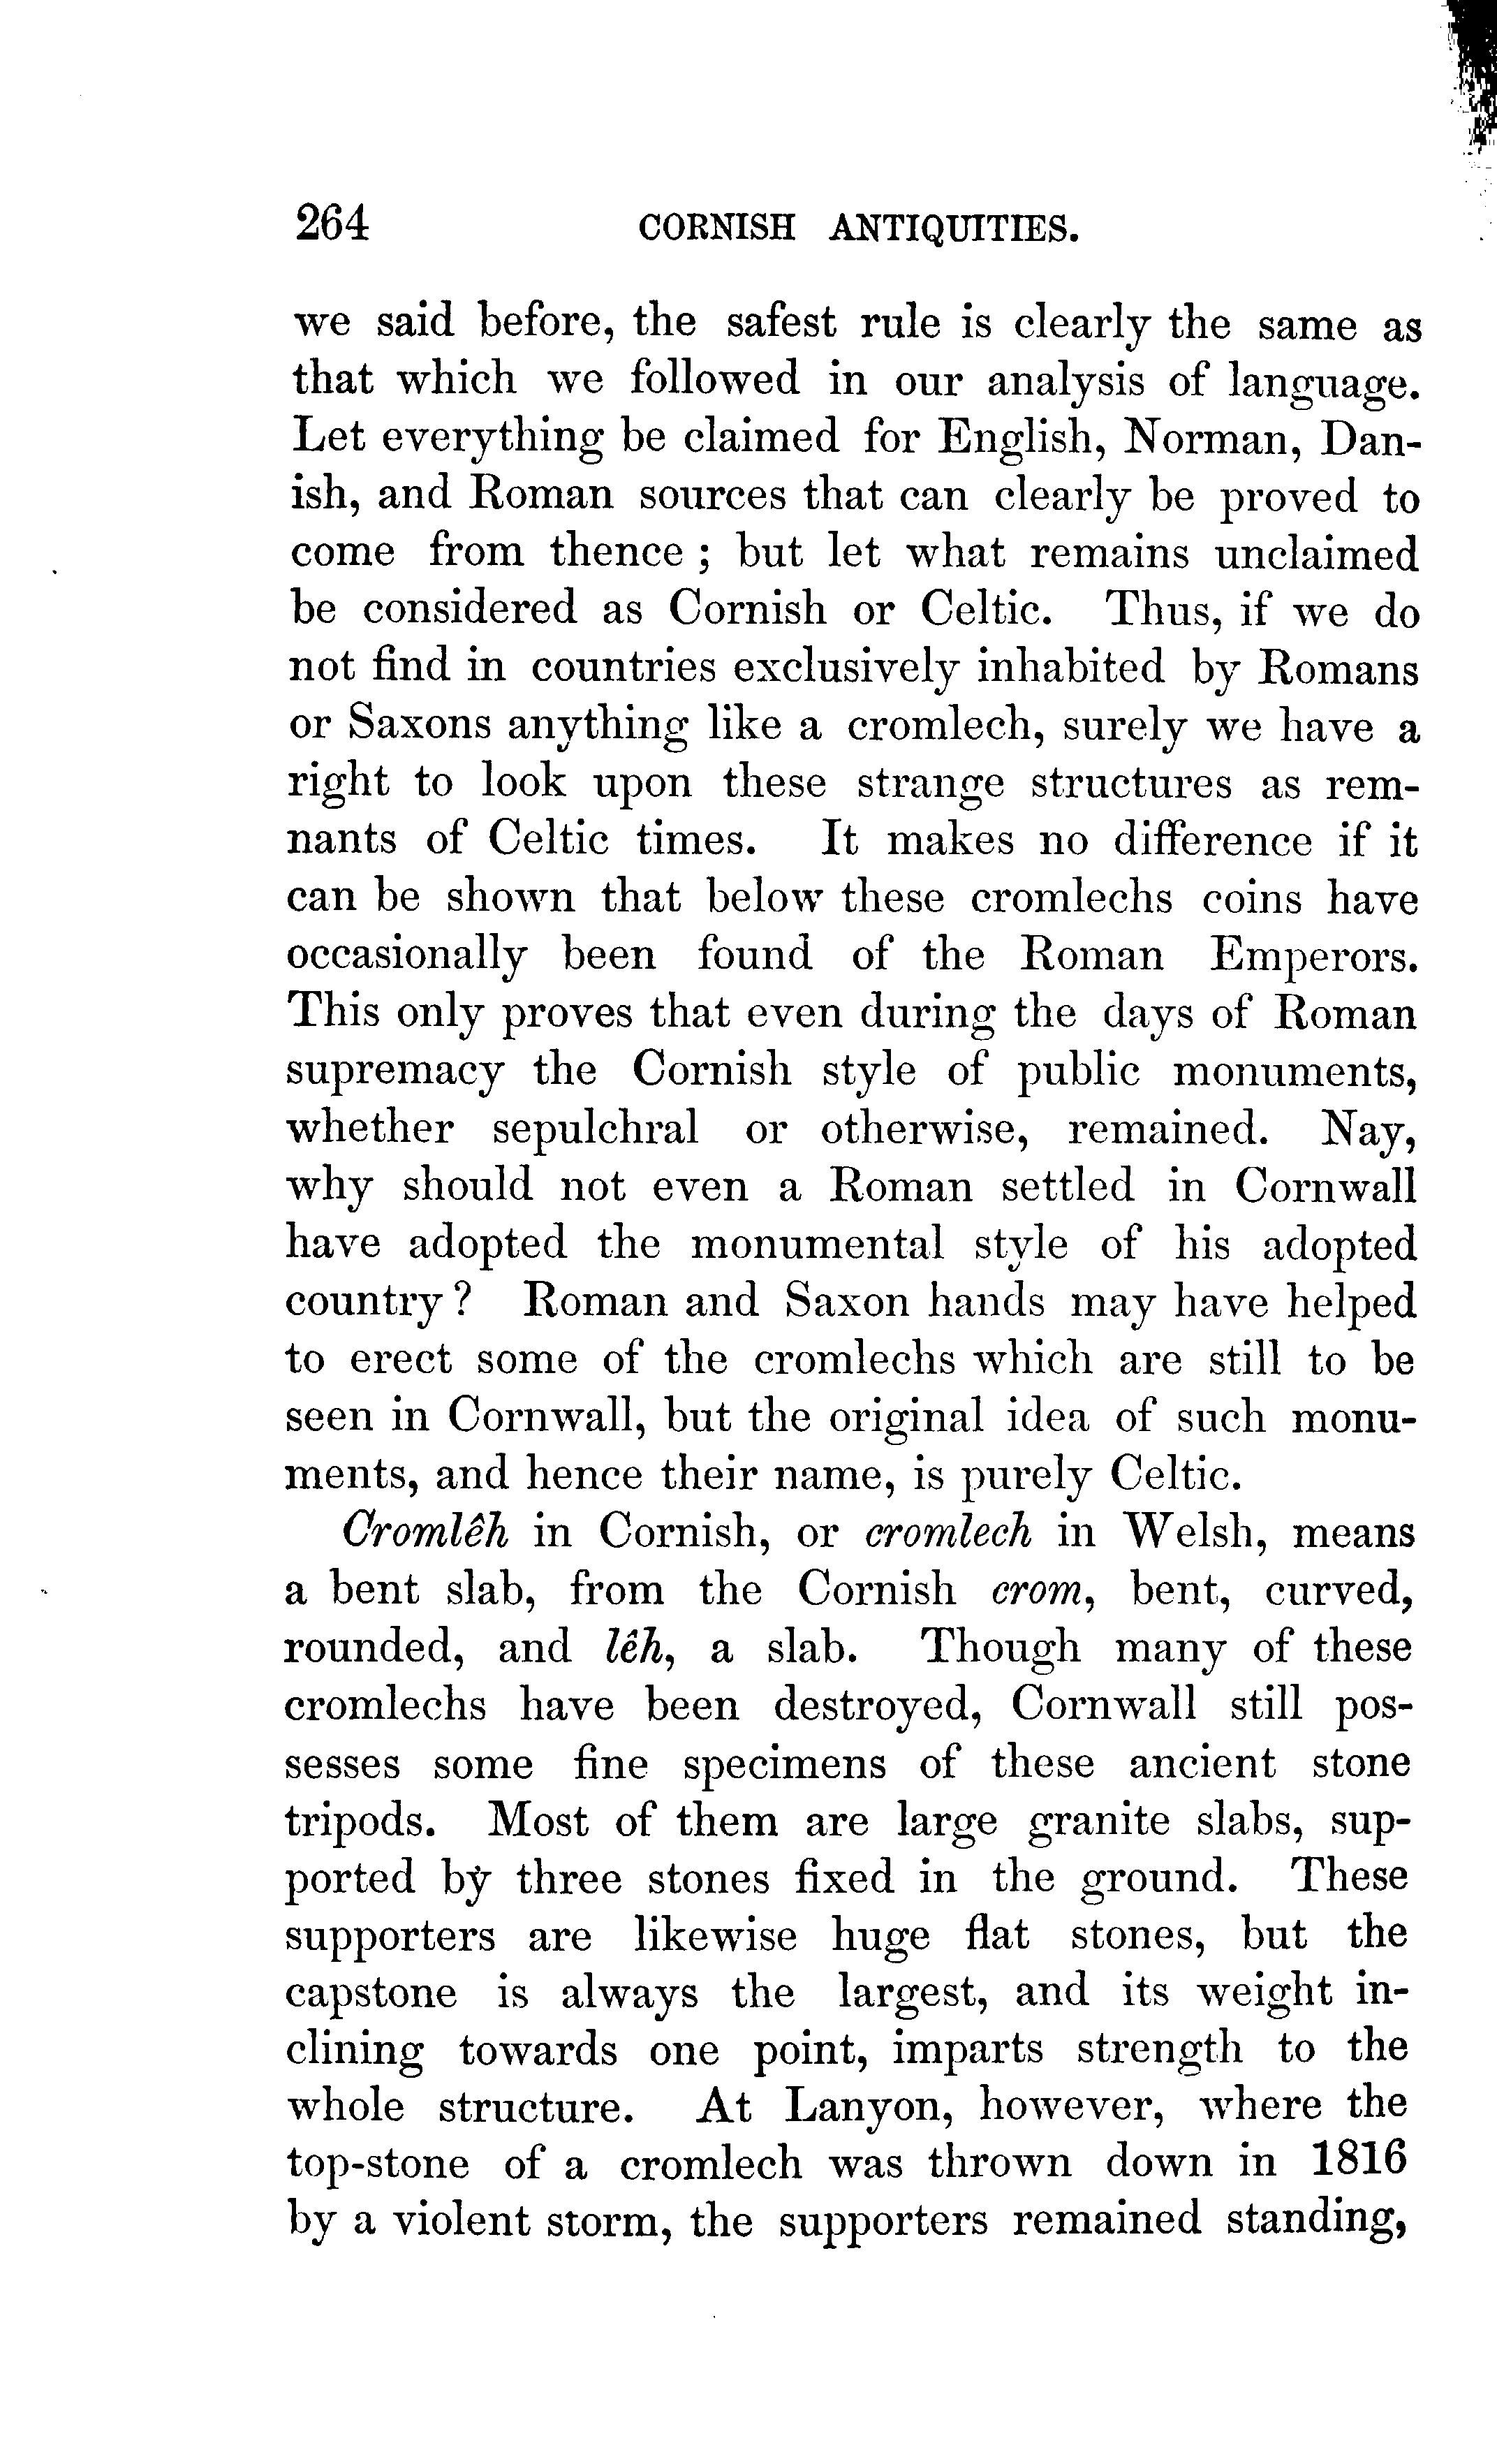 264 CORNISH ANTIQUITIES.
we said before, the safest rule is clearly the same as
that which we followed in our analysis of language.
Let everything be claimed for English, Norman, Dan-
ish, and Roman sources that can clearly be proved to
come from thence ; but let what remains unclaimed
be considered as Cornish or Celtic. Thus, if we do
not find in countries exclusively inhabited by Romans
or Saxons anything like a cromlech, surely we have a
right to look upon these strange structures as rem-
nants of Celtic times. It makes no difference if it
can be shown that below these cromlechs coins have
occasionally been found of the Roman Emperors.
This only proves that even during the days of Roman
supremacy the Cornish style of public monuments,
whether sepulchral or otherwise, remained. Nay,
why should not even a Roman settled in Cornwall
have adopted the monumental style of his adopted
country ? Roman and Saxon hands may have helped
to erect some of the cromlechs which are still to be
seen in Cornwall, but the original idea of such monu-
ments, and hence their name, is purely Celtic.
Cromlêh in Cornish, or cromlech in Welsh, means
a bent slab, from the Cornish crom, bent, curved,
rounded, and lêh, a slab. Though many of these
cromlechs have been destroyed, Cornwall still pos-
sesses some fine specimens of these ancient stone
tripods. Most of them are large granite slabs, sup-
ported by three stones fixed in the ground. These
supporters are likewise huge flat stones, but the
capstone is always the largest, and its weight in-
clining towards one point, imparts strength to the
whole structure. At Lanyon, however, where the
top-stone of a cromlech was thrown down in 1816
by a violent storm, the supporters remained standing,